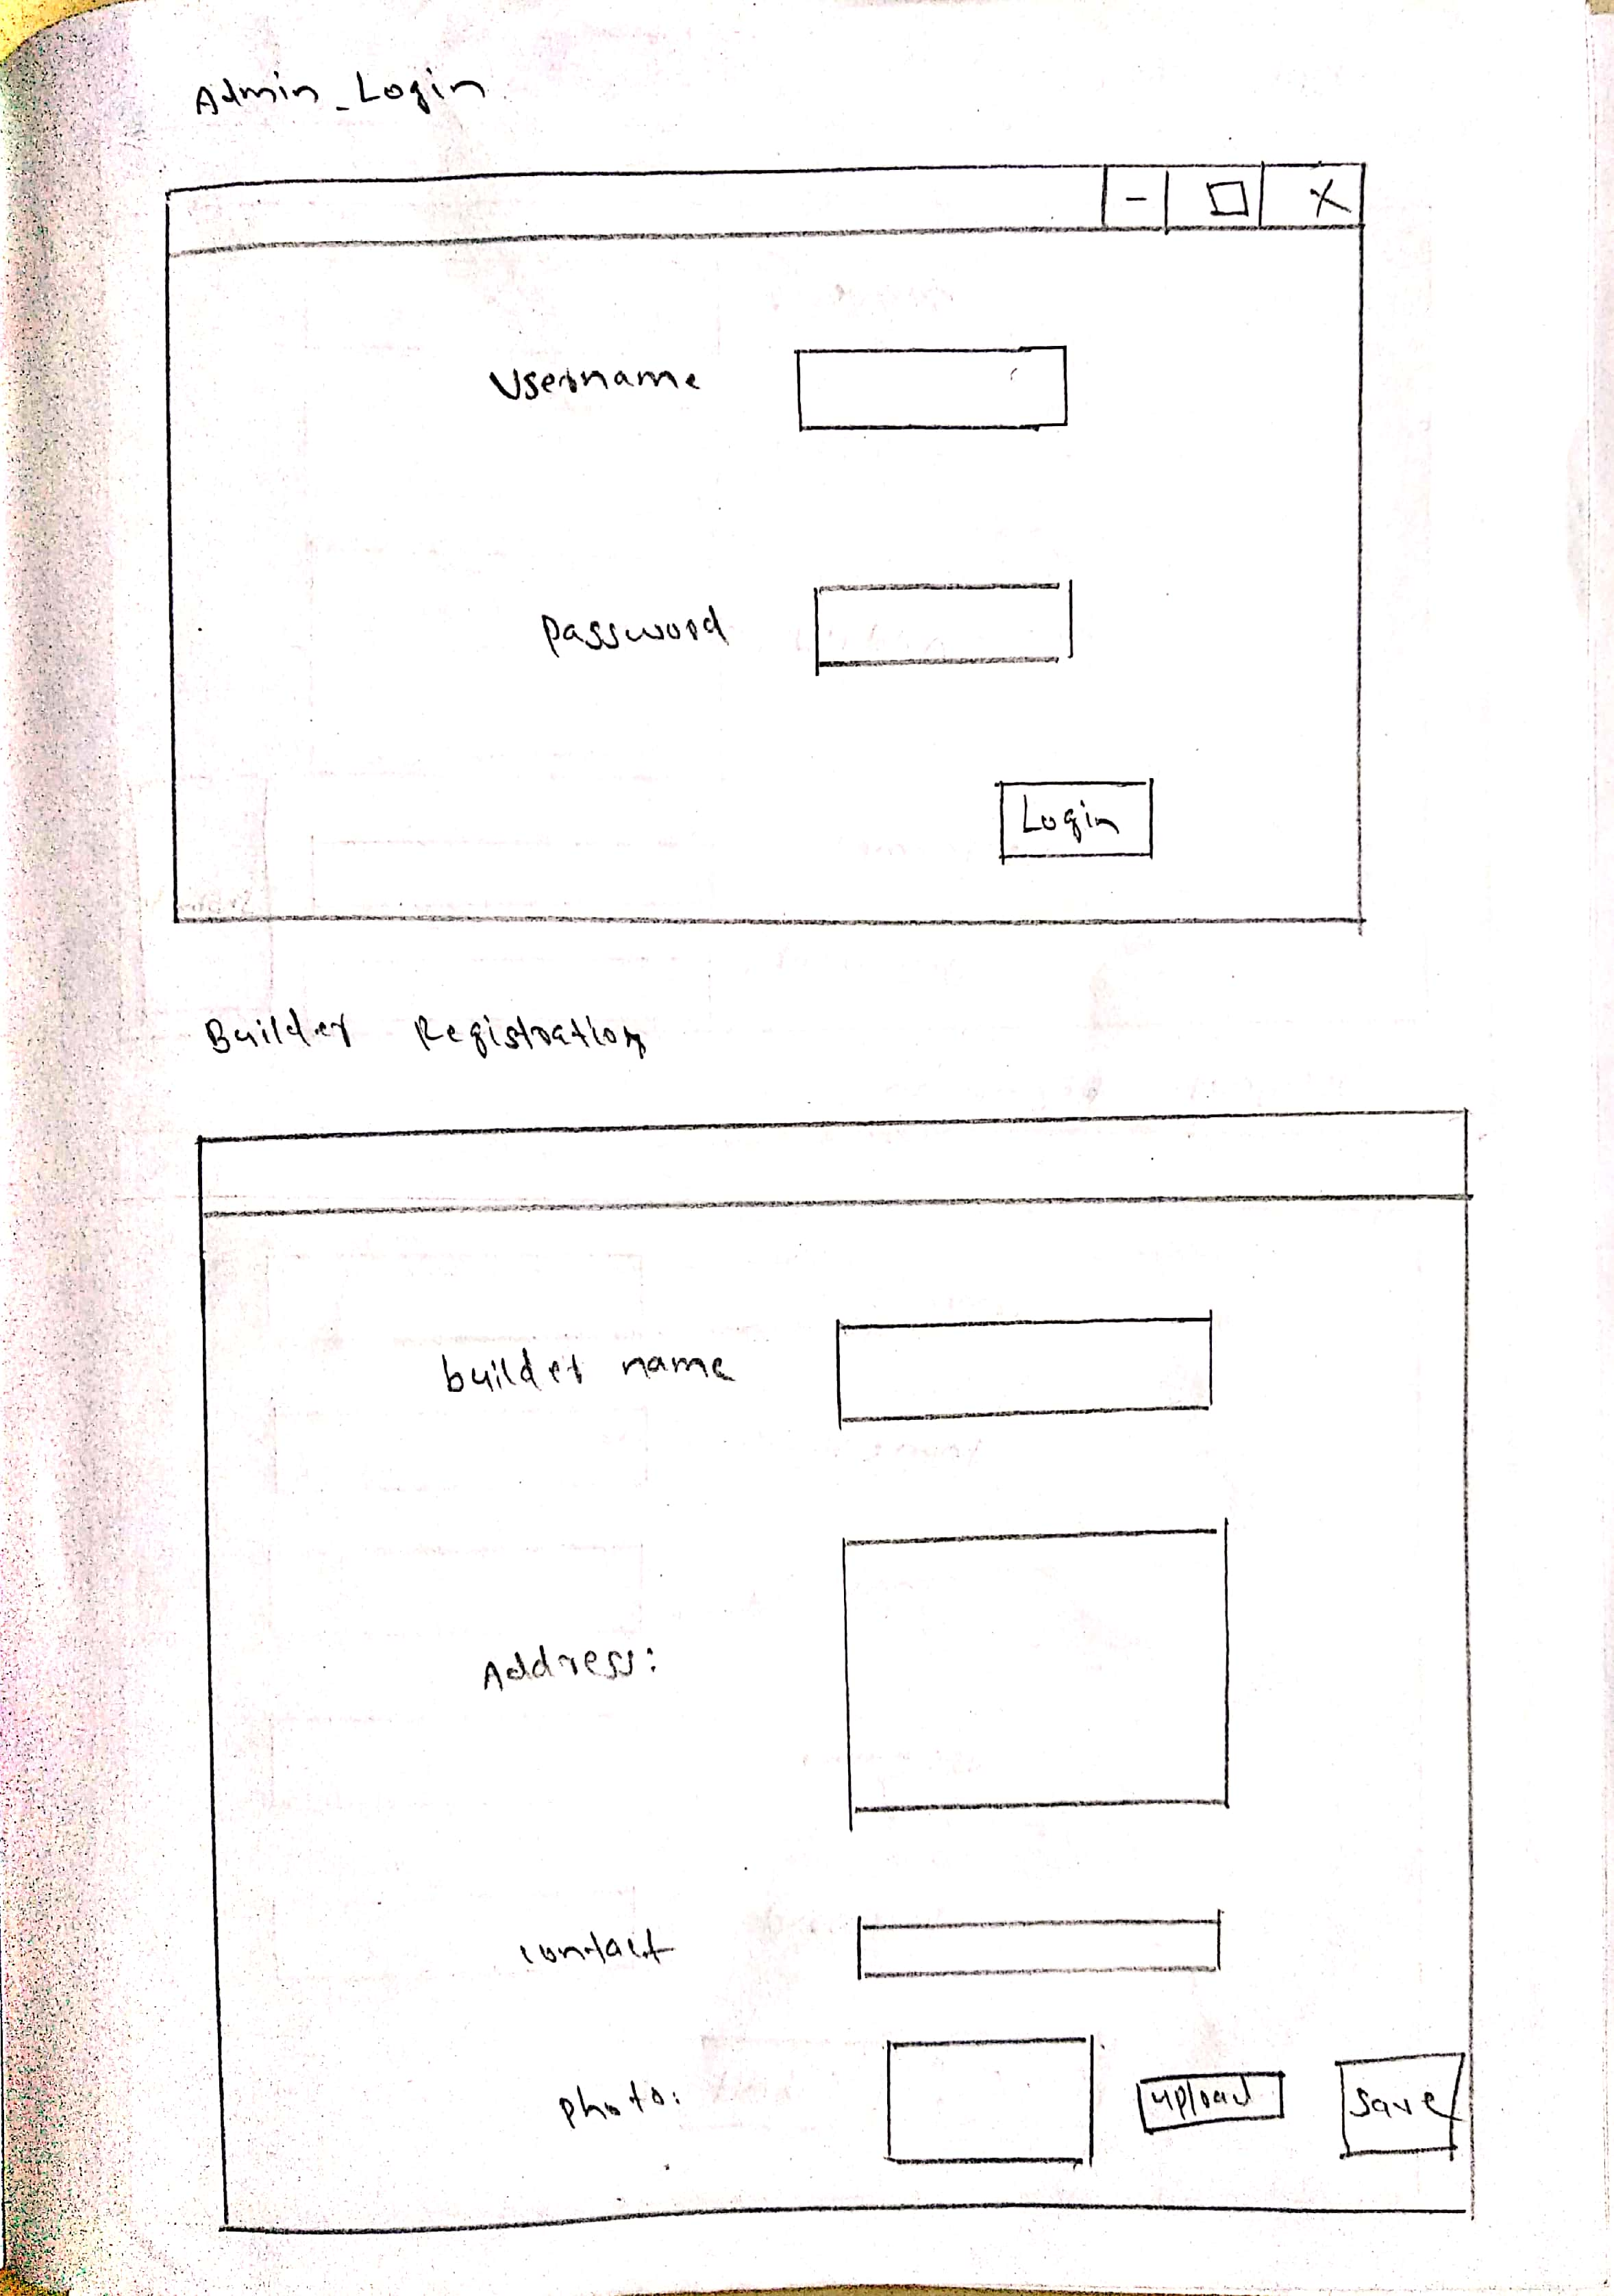 Admin_Login
- □ X
Username
Password
Login
Builder Registration
builder name
Address:
contact
photo:
upload
save